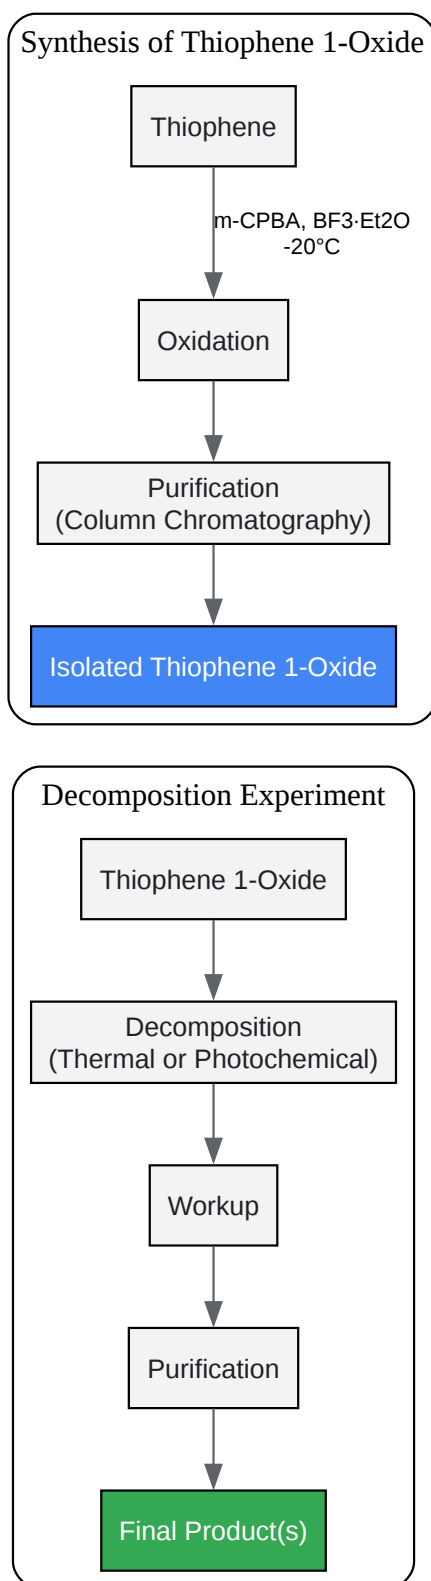 Synthesis of Thiophene 1-Oxide
Thiophene
m-CPBA, BF3·Et2O
-20°C
Oxidation
Purification
(Column Chromatography)
Isolated Thiophene 1-Oxide
Decomposition Experiment
Thiophene 1-Oxide
Decomposition
(Thermal or Photochemical)
Workup
Purification
Final Product(s)